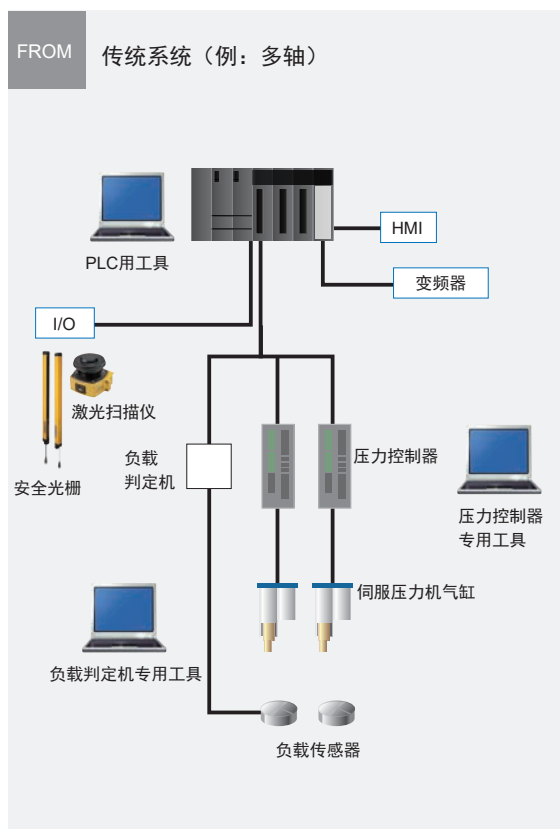 FROM
传统系统（例：多轴）
PLC用工具
HMI
变频器
I/O
激光扫描仪
安全光栅
负载
判定机
压力控制器
压力控制器
专用工具
伺服压力机气缸
负载判定机专用工具
负载传感器